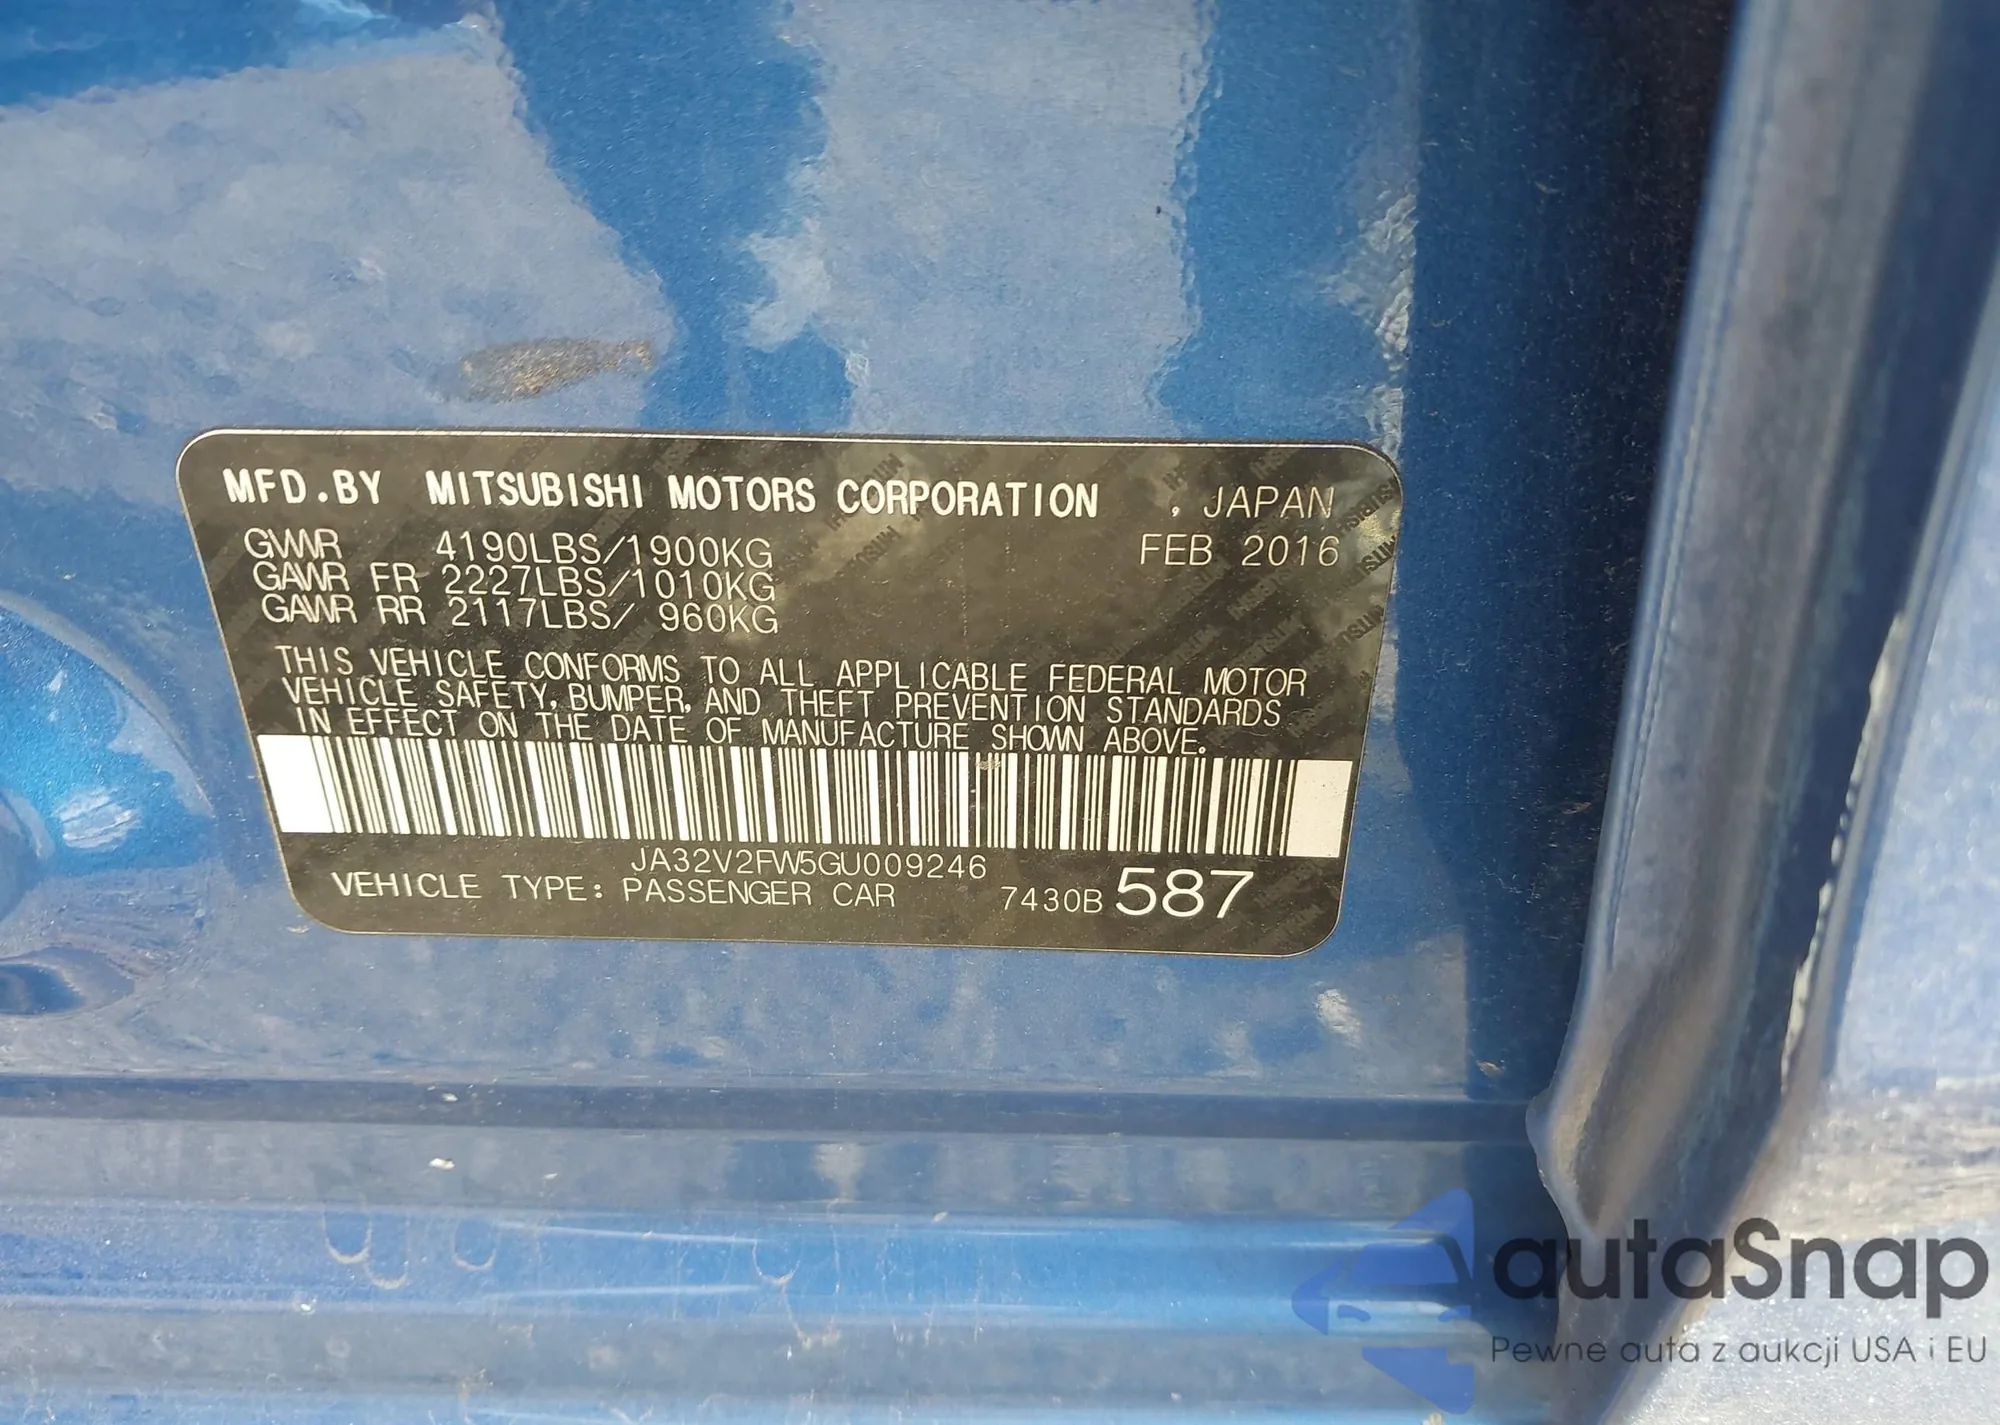 MFD.BY MITSUBISHI MOTORS CORPORATION , JAPAN
GVWR 4190LBS/1900KG FEB 2016
GAWR FR 2227LBS/1010KG
GAWR RR 2117LBS/ 960KG
THIS VEHICLE CONFORMS TO ALL APPLICABLE FEDERAL MOTOR
VEHICLE SAFETY, BUMPER, AND THEFT PREVENTION STANDARDS
IN EFFECT ON THE DATE OF MANUFACTURE SHOWN ABOVE.
JA32V2FW5GU009246
VEHICLE TYPE: PASSENGER CAR 7430B 587
autaSnap
Pewne auta z aukcji USA i EU